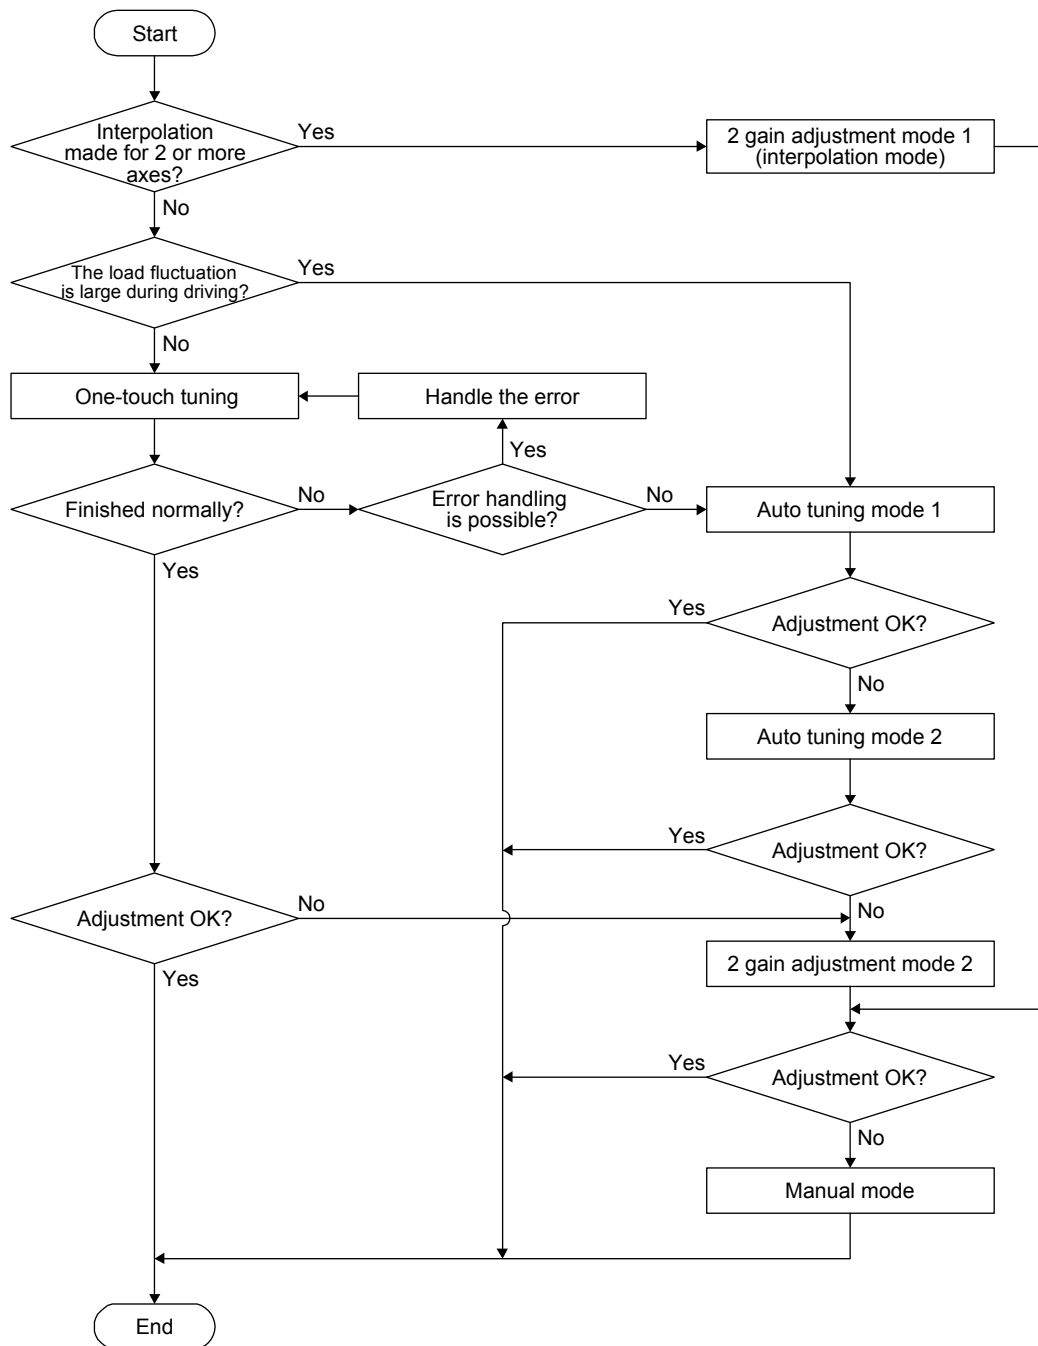 Start
Interpolation
made for 2 or more
axes?
Yes
2 gain adjustment mode 1
(interpolation mode)
No
The load fluctuation
is large during driving?
Yes
No
One-touch tuning
Handle the error
Yes
Finished normally?
No
Error handling
is possible?
No
Auto tuning mode 1
Yes
Yes
Adjustment OK?
No
Auto tuning mode 2
Yes
Adjustment OK?
No
Adjustment OK?
No
Yes
2 gain adjustment mode 2
Yes
Adjustment OK?
No
Manual mode
End